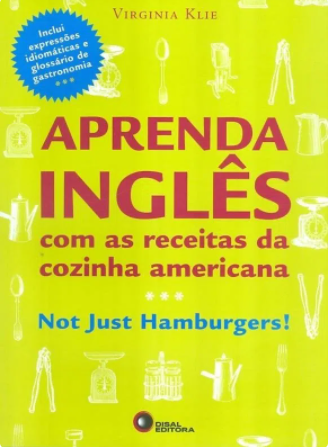 VIRGINIA KLIE
Inclui
expressões
idiomáticas e
glossário de
gastronomia
***
APRENDA
INGLÊS
com as receitas da
cozinha americana
***
Not Just Hamburgers!
DISAL
EDITORA